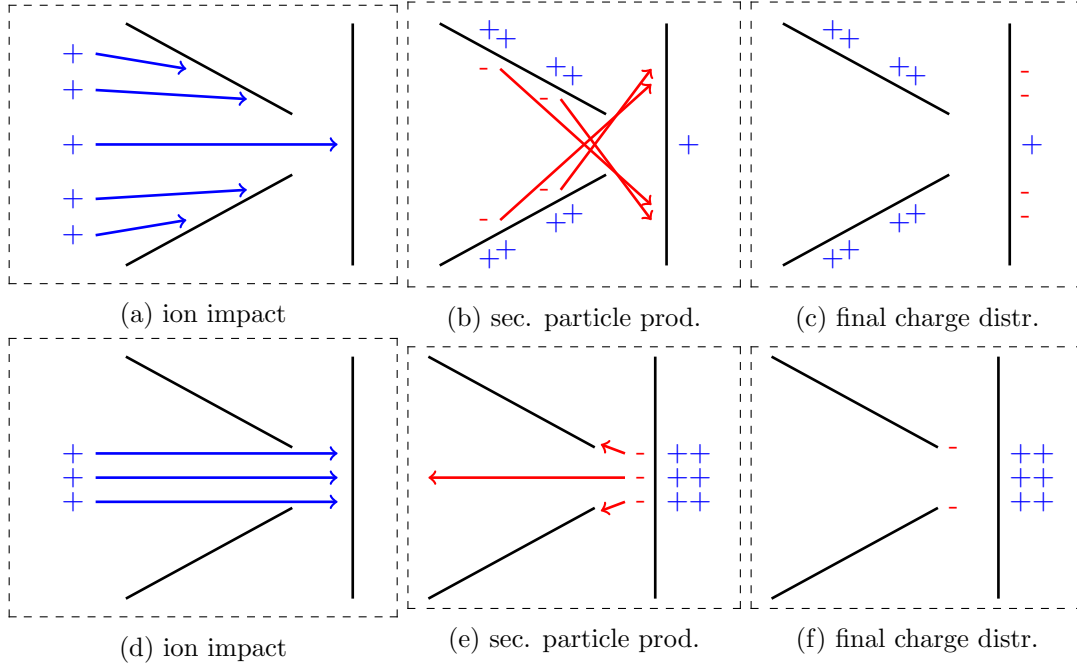 (a) ion impact
(b) sec. particle prod.
(c) final charge distr.
(d) ion impact
(e) sec. particle prod.
(f) final charge distr.